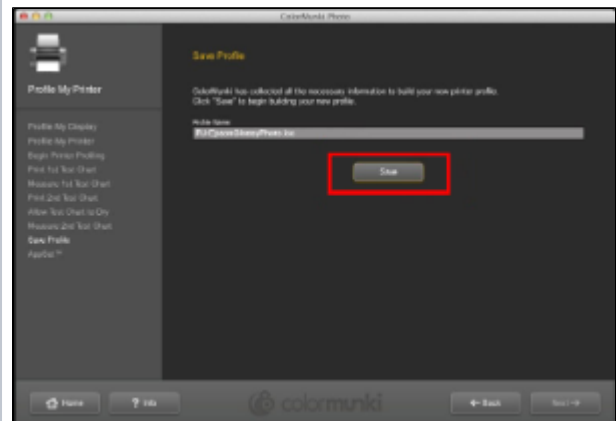 ColorMunki Photo
Profile My Printer
Profile My Display
Profile My Printer
Begin Printer Profiling
Print 1st Test Chart
Measure 1st Test Chart
Print 2nd Test Chart
Allow Test Chart to Dry
Measure 2nd Test Chart
Save Profile
AppSet™
Save Profile
ColorMunki has collected all the necessary information to build your new printer profile.
Click "Save" to begin building your new profile.
Profile Name:
Save
Home
? Info
colormunki
Back
Next